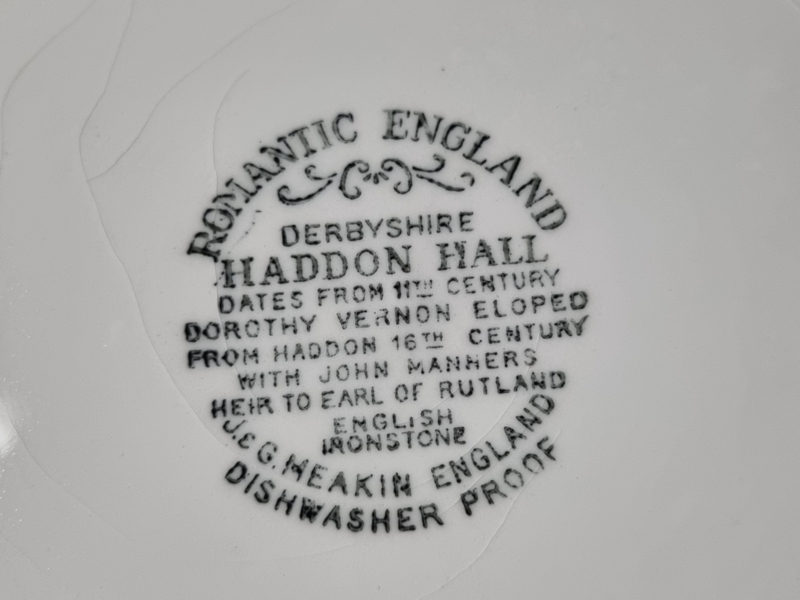 ROMANTIC ENGLAND
DERBYSHIRE
HADDON HALL
DATES FROM 11TH CENTURY
DOROTHY VERNON ELOPED
FROM HADDON 16TH CENTURY
WITH JOHN MANNERS
HEIR TO EARL OF RUTLAND
ENGLISH
IRONSTONE
J. & G. MEAKIN ENGLAND
DISHWASHER PROOF